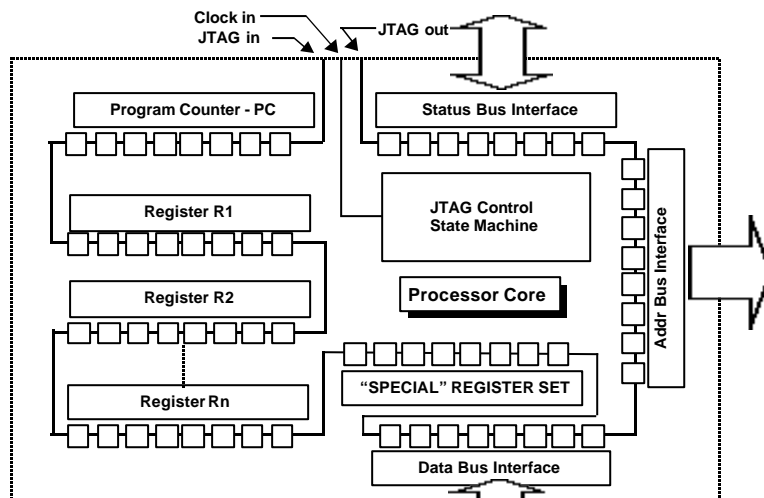 Clock in
JTAG in
JTAG out
Program Counter - PC
Status Bus Interface
Register R1
JTAG Control
State Machine
Addr Bus Interface
Register R2
Processor Core
Register Rn
“SPECIAL” REGISTER SET
Data Bus Interface